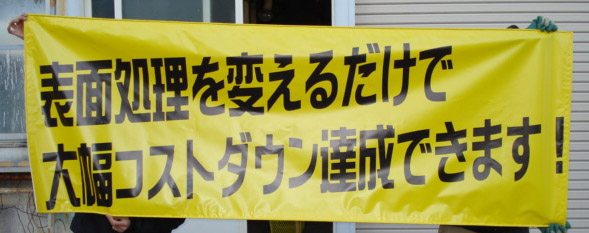 表面処理を変えるだけで
大幅コストダウン達成できます！